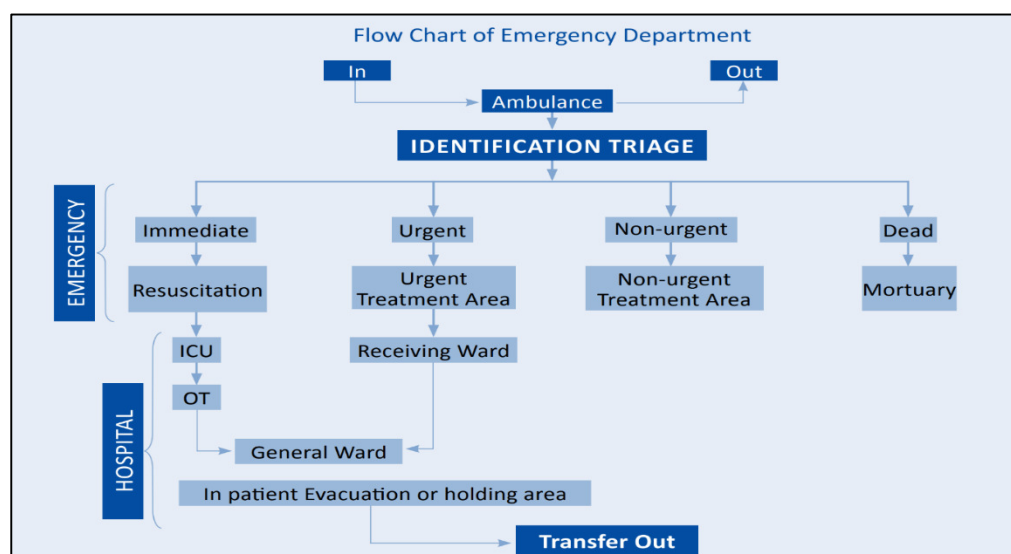 Flow Chart of Emergency Department
In
Out
Ambulance
IDENTIFICATION TRIAGE
EMERGENCY
Immediate
Urgent
Non-urgent
Dead
Resuscitation
Urgent
Treatment Area
Non-urgent
Treatment Area
Mortuary
HOSPITAL
ICU
Receiving Ward
OT
General Ward
In patient Evacuation or holding area
Transfer Out